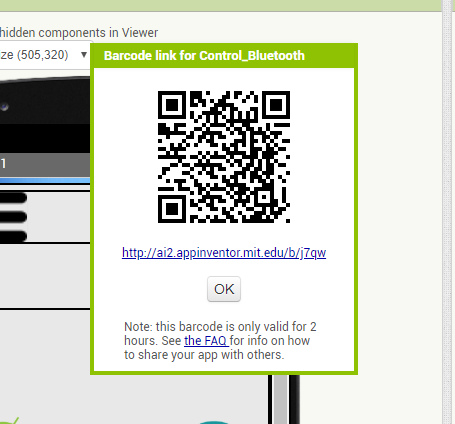 hidden components in Viewer
ze (505,320)
Barcode link for Control_Bluetooth
1
http://ai2.appinventor.mit.edu/b/j7qw
OK
Note: this barcode is only valid for 2
hours. See the FAQ for info on how
to share your app with others.